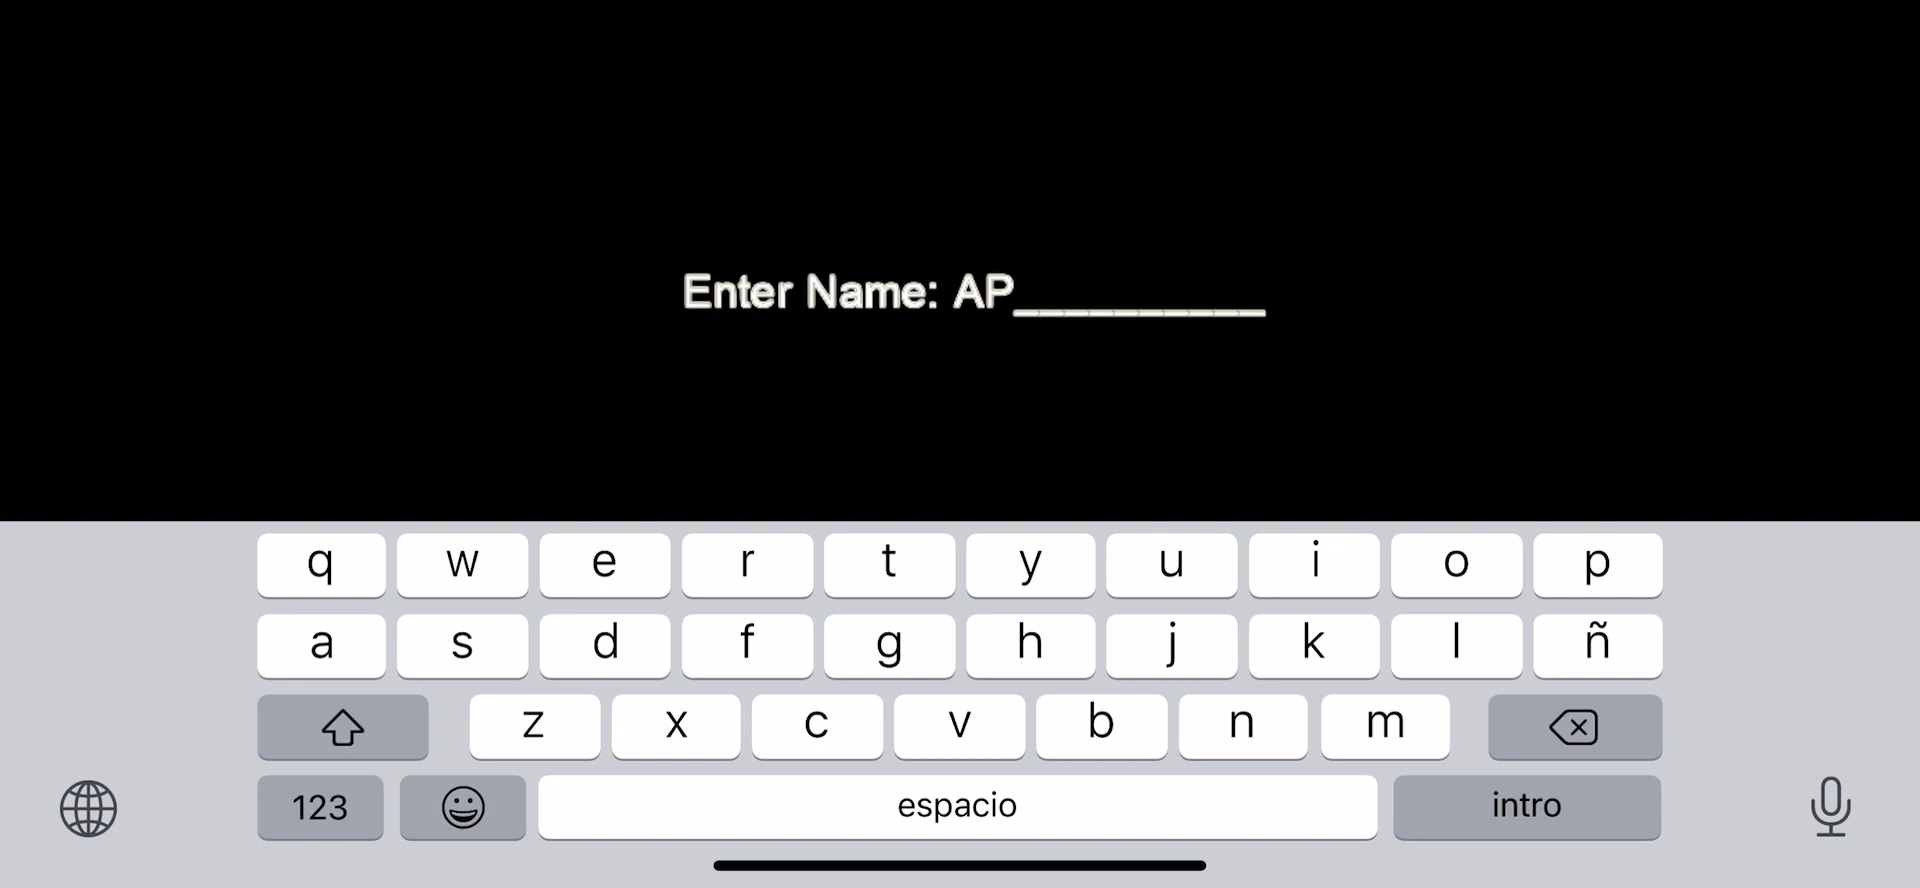 Enter Name: AP__________
q w e r t y u i o p
a s d f g h j k l ñ
z x c v b n m
123 espacio intro